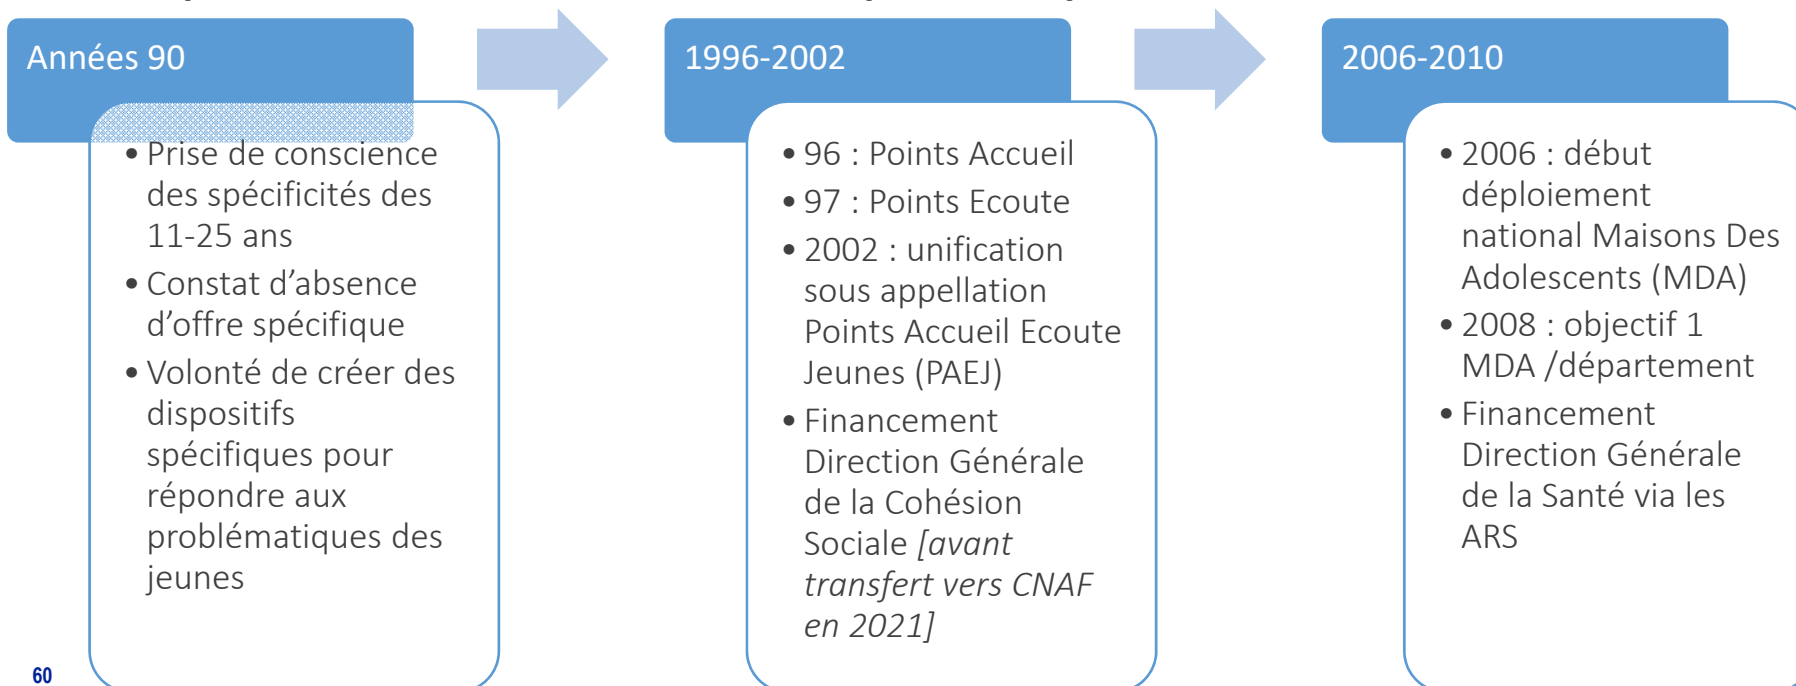 Années 90
• Prise de conscience
des spécificités des
11-25 ans
• Constat d’absence
d’offre spécifique
• Volonté de créer des
dispositifs
spécifiques pour
répondre aux
problématiques des
jeunes
1996-2002
• 96 : Points Accueil
• 97 : Points Ecoute
• 2002 : unification
sous appellation
Points Accueil Ecoute
Jeunes (PAEJ)
• Financement
Direction Générale
de la Cohésion
Sociale [avant
transfert vers CNAF
en 2021]
2006-2010
• 2006 : début
déploiement
national Maisons Des
Adolescents (MDA)
• 2008 : objectif 1
MDA /département
• Financement
Direction Générale
de la Santé via les
ARS
60